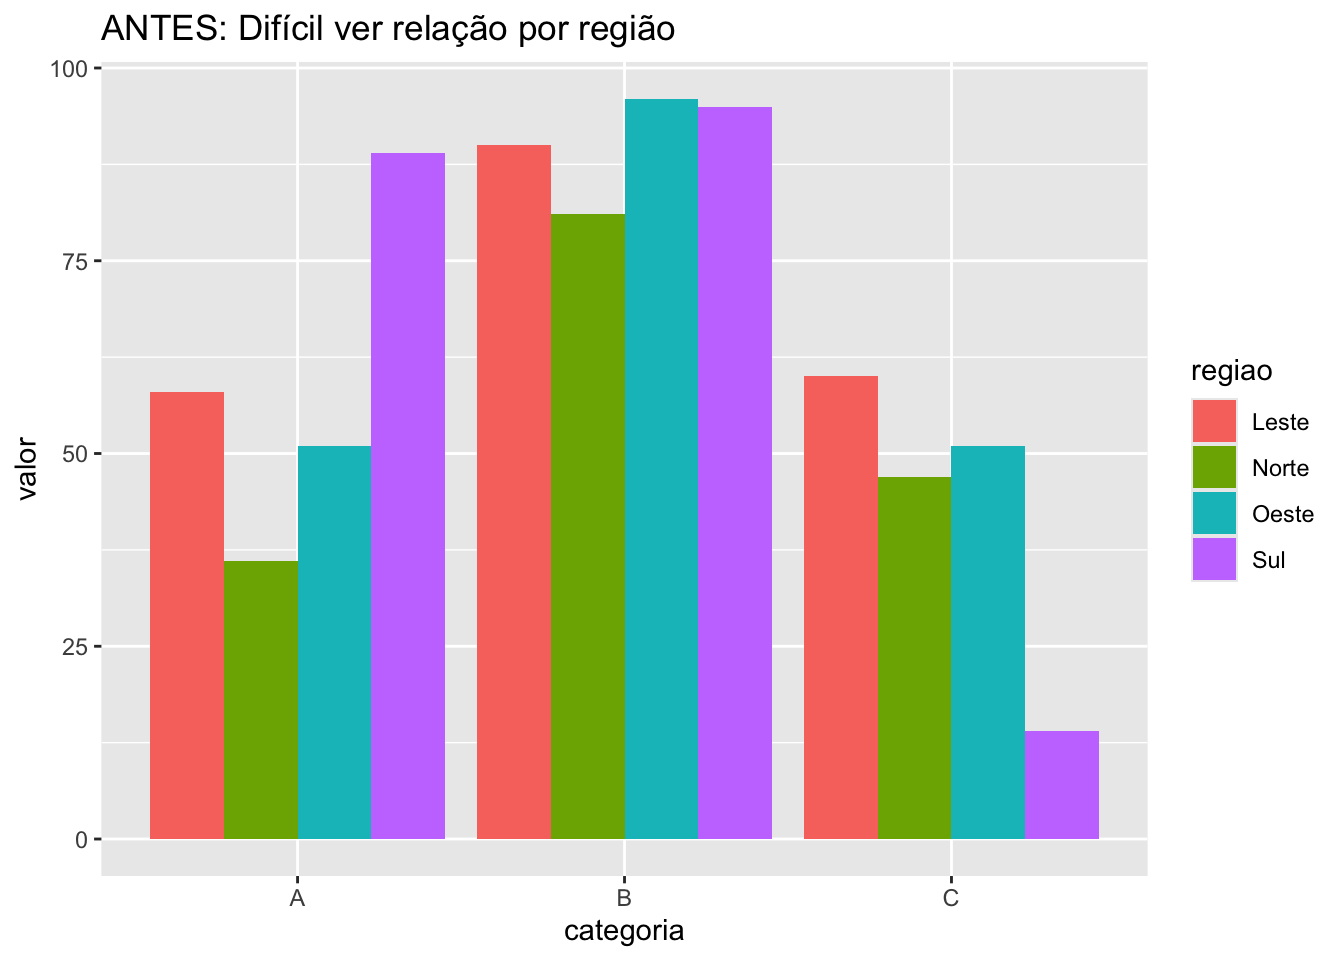 ANTES: Difícil ver relação por região
100
75
50
25
0
valor
A B C
categoria
regiao
Leste
Norte
Oeste
Sul